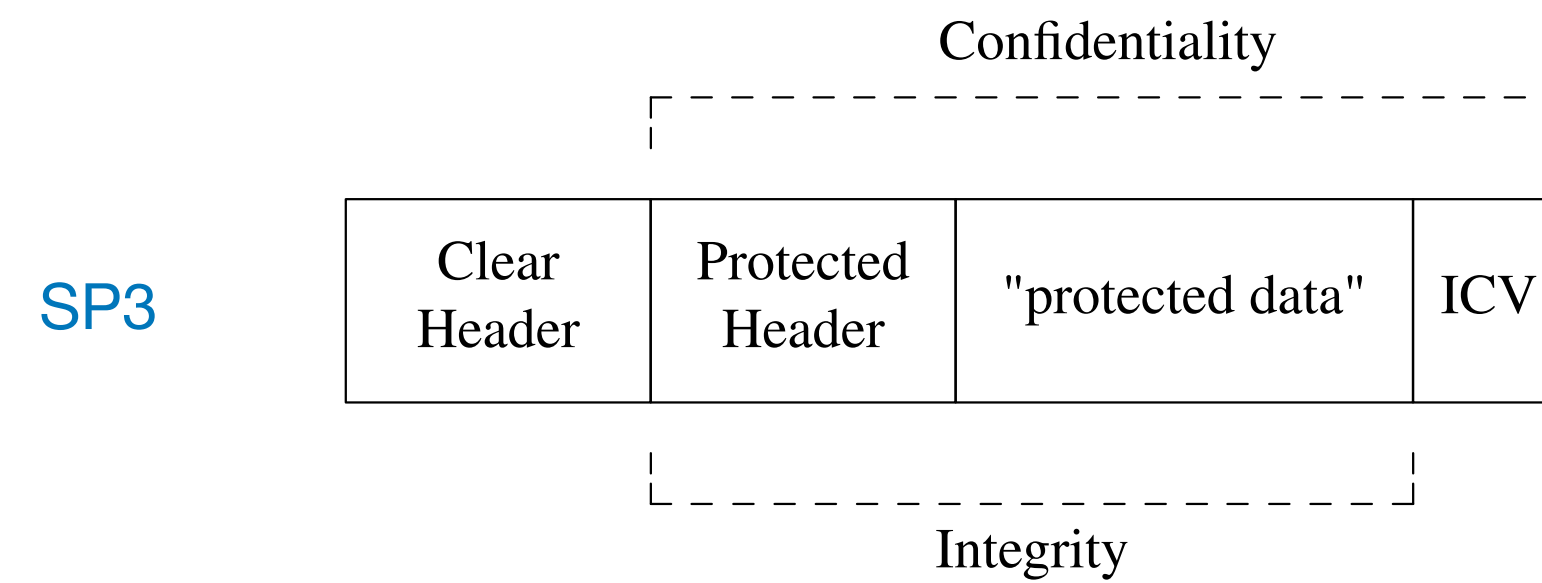 Confidentiality
SP3
Clear
Header
Protected
Header
"protected data"
ICV
Integrity